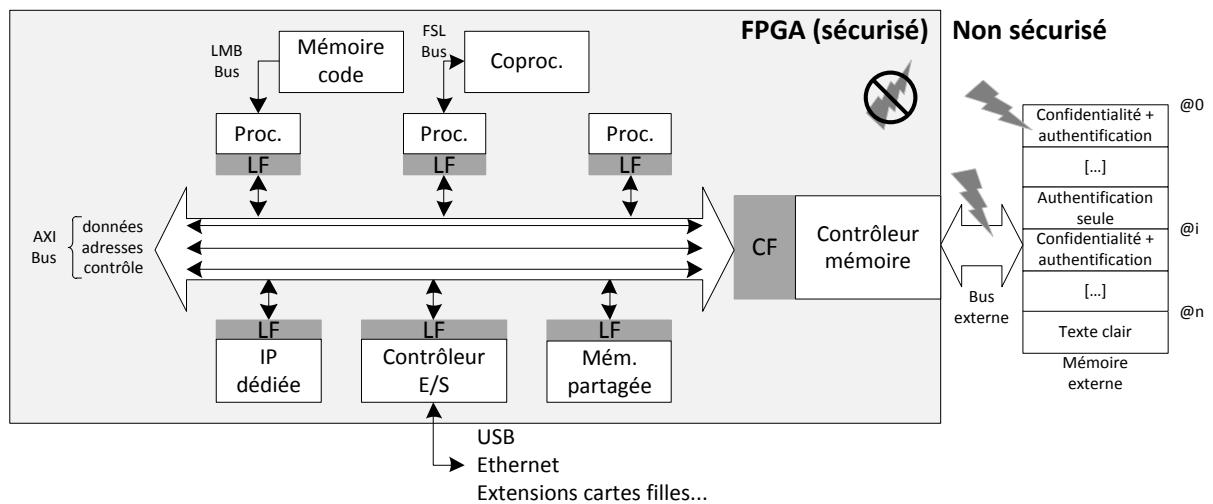 FPGA (sécurisé)
Non sécurisé
LMB
Bus
Mémoire
code
FSL
Bus
Coproc.
Proc.
LF
Proc.
LF
Proc.
LF
AXI
Bus
données
adresses
contrôle
CF
Contrôleur
mémoire
LF
IP
dédiée
LF
Contrôleur
E/S
LF
Mém.
partagée
USB
Ethernet
Extensions cartes filles...
Bus
externe
Confidentialité +
authentification
[...]
Authentification
seule
Confidentialité +
authentification
[...]
Texte clair
@0
@i
@n
Mémoire
externe